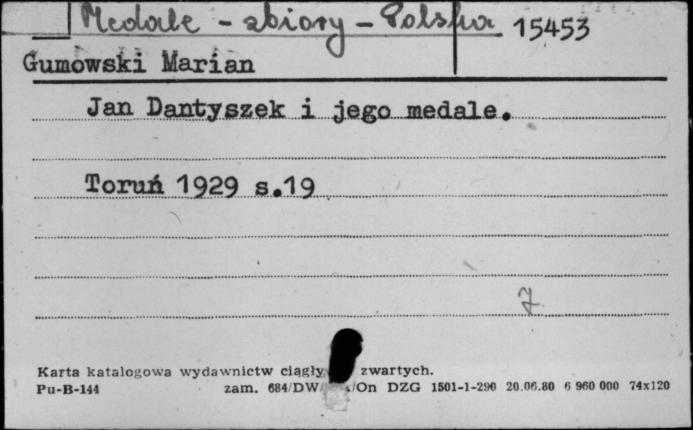 Medale - zbiory - Polska 15453
Gumowski Marian
Jan Dantyszek i jego medale.
Toruń 1929 s.19
7
Karta katalogowa wydawnictw ciągły zwartych.
Pu-B-144 zam. 684/DW /On DZG 1501-1-290 20.06.80 6 960 000 74x120